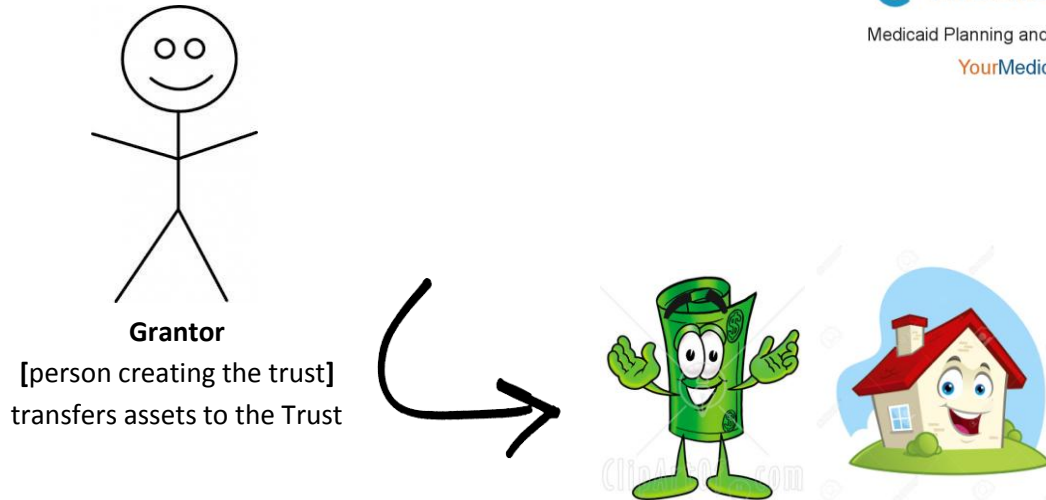 Medicaid Planning and
YourMedic
Grantor
[person creating the trust]
transfers assets to the Trust